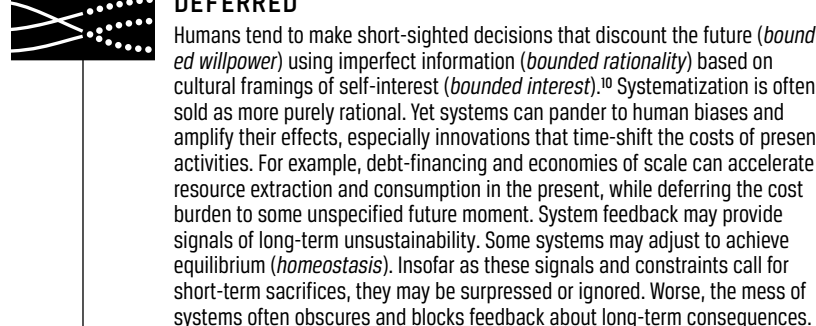 DEFERRED
Humans tend to make short-sighted decisions that discount the future (bound
ed willpower) using imperfect information (bounded rationality) based on
cultural framings of self-interest (bounded interest).¹⁰ Systematization is often
sold as more purely rational. Yet systems can pander to human biases and
amplify their effects, especially innovations that time-shift the costs of presen
activities. For example, debt-financing and economies of scale can accelerate
resource extraction and consumption in the present, while deferring the cost
burden to some unspecified future moment. System feedback may provide
signals of long-term unsustainability. Some systems may adjust to achieve
equilibrium (homeostasis). Insofar as these signals and constraints call for
short-term sacrifices, they may be surpressed or ignored. Worse, the mess of
systems often obscures and blocks feedback about long-term consequences.